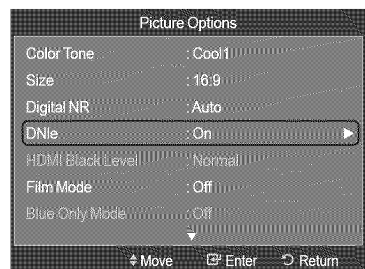 Picture Options
Color Tone : Cool1
Size : 16:9
Digital NR : Auto
DNIe : On
HDMI Black Level : Normal
Film Mode : Off
Blue Only Mode : Off
Move Enter Return